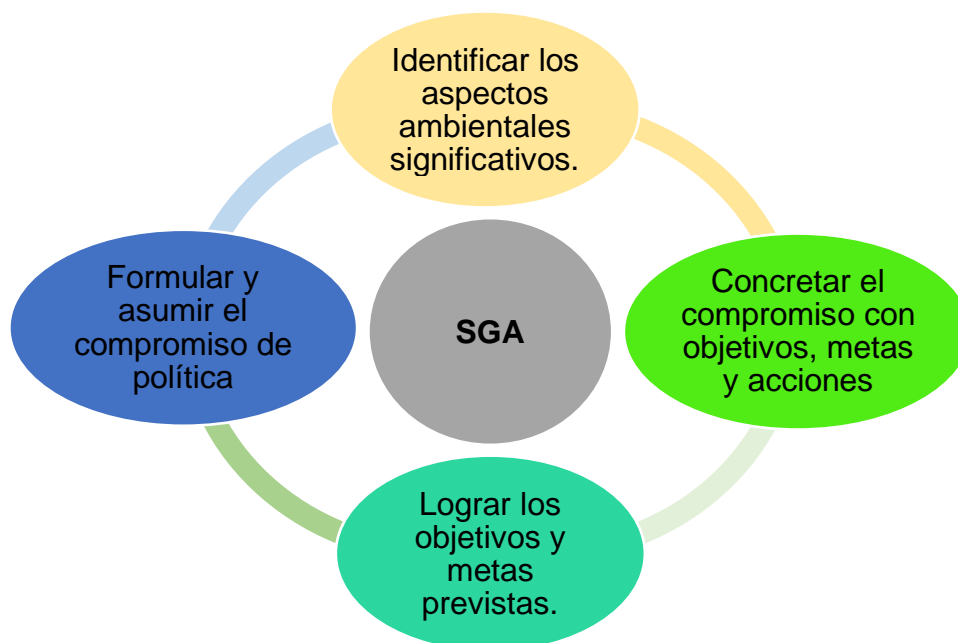 Identificar los
aspectos
ambientales
significativos.
Formular y
asumir el
compromiso de
política
SGA
Concretar el
compromiso con
objetivos, metas
y acciones
Lograr los
objetivos y
metas
previstas.